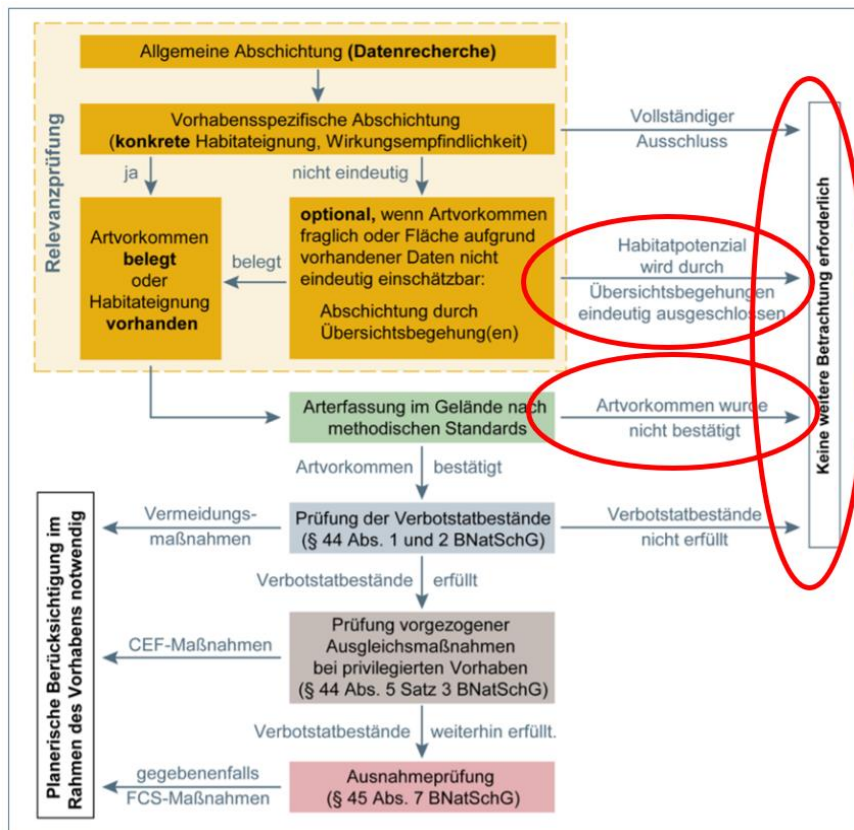 Relevanzprüfung
Allgemeine Abschichtung (Datenrecherche)
Vorhabensspezifische Abschichtung
(konkrete Habitateignung, Wirkungsempfindlichkeit)
Vollständiger
Ausschluss
ja
nicht eindeutig
Artvorkommen
belegt
oder
Habitateignung
vorhanden
belegt
optional, wenn Artvorkommen
fraglich oder Fläche aufgrund
vorhandener Daten nicht
eindeutig einschätzbar:
Abschichtung durch
Übersichtsbegehung(en)
Habitatpotenzial
wird durch
Übersichtsbegehungen
eindeutig ausgeschlossen
Keine weitere Betrachtung erforderlich
Arterfassung im Gelände nach
methodischen Standards
Artvorkommen wurde
nicht bestätigt
Artvorkommen bestätigt
Planerische Berücksichtigung im
Rahmen des Vorhabens notwendig
Vermeidungs-
maßnahmen
Prüfung der Verbotstatbestände
(§ 44 Abs. 1 und 2 BNatSchG)
Verbotstatbestände
nicht erfüllt
Verbotstatbestände erfüllt
CEF-Maßnahmen
Prüfung vorgezogener
Ausgleichsmaßnahmen
bei privilegierten Vorhaben
(§ 44 Abs. 5 Satz 3 BNatSchG)
Verbotstatbestände weiterhin erfüllt.
gegebenenfalls
FCS-Maßnahmen
Ausnahmeprüfung
(§ 45 Abs. 7 BNatSchG)